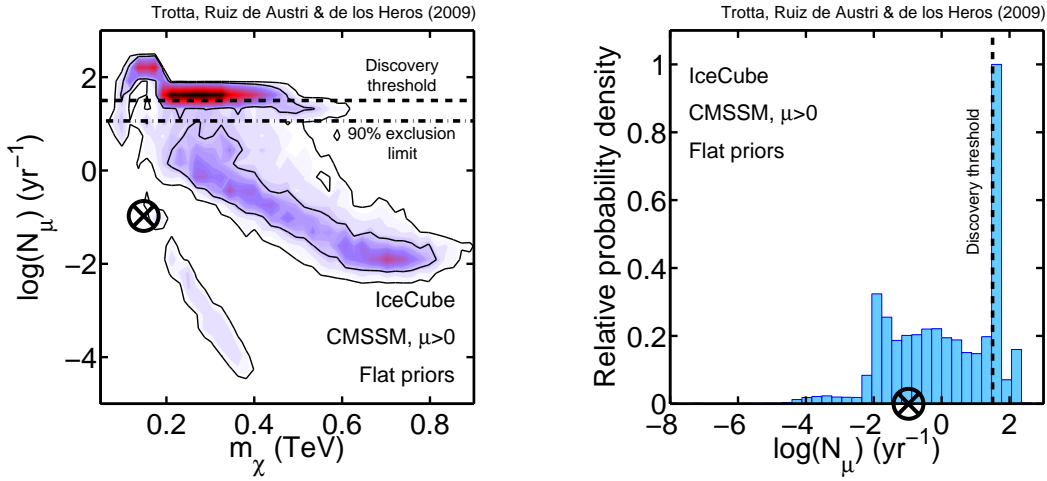 Trotta, Ruiz de Austri & de los Heros (2009)
2
0
−2
−4
log(N_μ) (yr⁻¹)
Discovery
threshold
90% exclusion
limit
IceCube
CMSSM, μ>0
Flat priors
0.2 0.4 0.6 0.8
m_χ (TeV)
Trotta, Ruiz de Austri & de los Heros (2009)
1
0.8
0.6
0.4
0.2
0
Relative probability density
IceCube
CMSSM, μ>0
Flat priors
Discovery threshold
−8 −6 −4 −2 0 2
log(N_μ) (yr⁻¹)